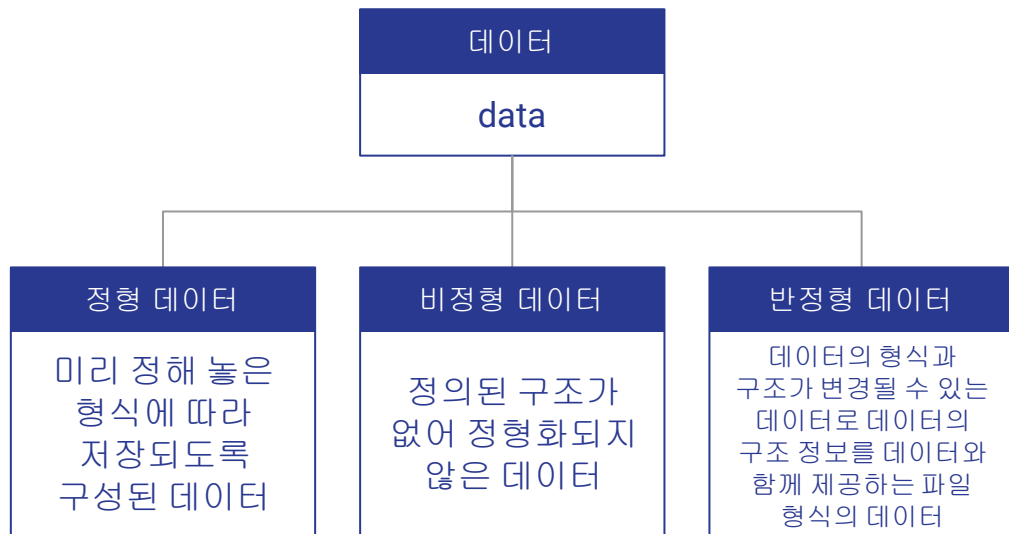 데이터
data
정형 데이터
미리 정해 놓은
형식에 따라
저장되도록
구성된 데이터
비정형 데이터
정의된 구조가
없어 정형화되지
않은 데이터
반정형 데이터
데이터의 형식과
구조가 변경될 수 있는
데이터로 데이터의
구조 정보를 데이터와
함께 제공하는 파일
형식의 데이터